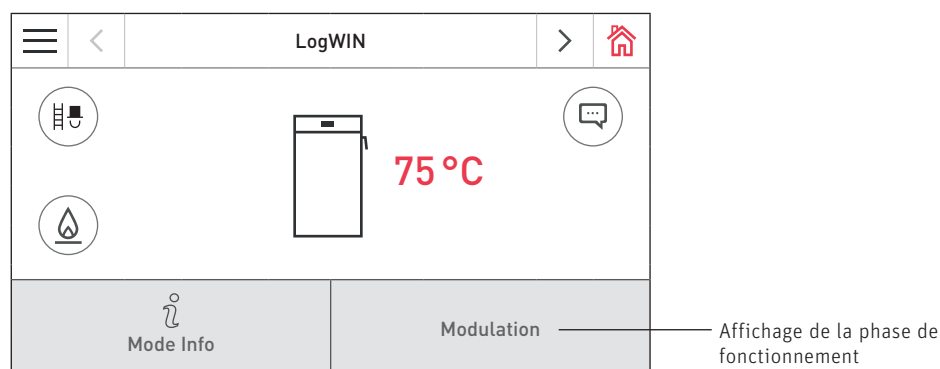 LogWIN
75 °C
Mode Info
Modulation
Affichage de la phase de
fonctionnement